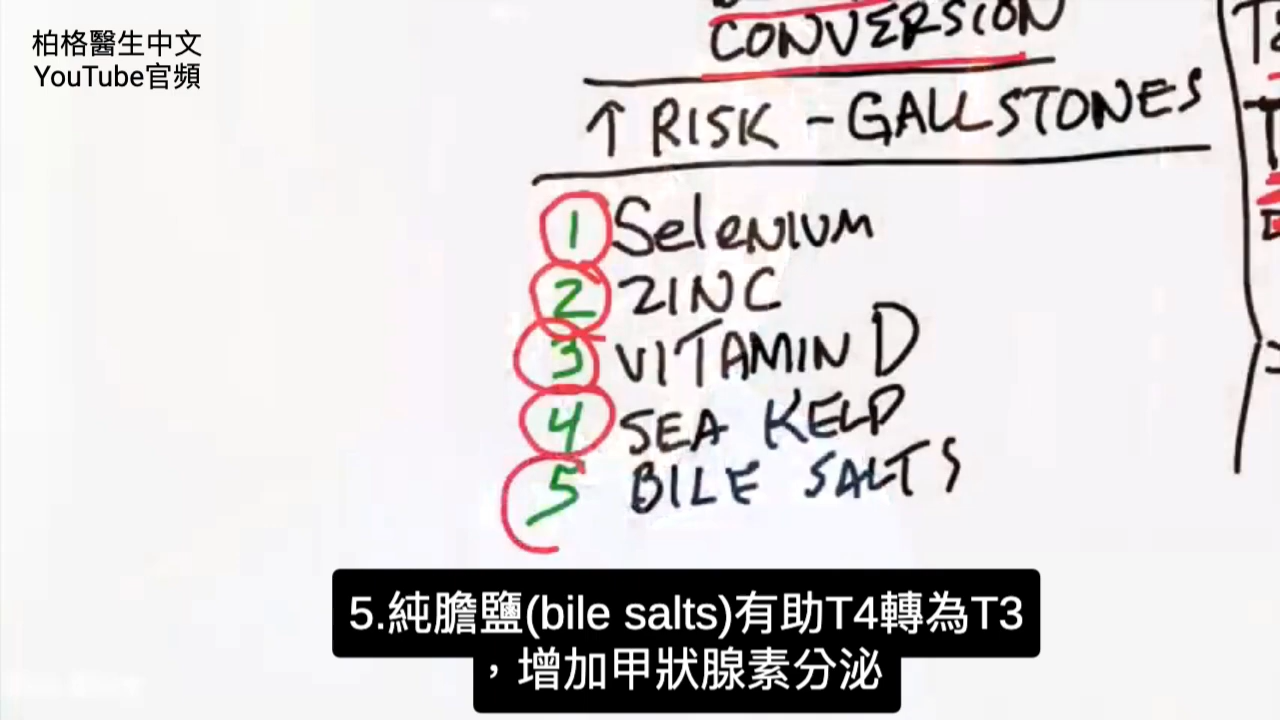 柏格醫生中文
YouTube官頻
CONVERSION
↑ RISK - GALLSTONES
1 Selenium
2 ZINC
3 VITAMIN D
4 SEA KELP
5 BILE SALTS
5.純膽鹽(bile salts)有助T4轉為T3
，增加甲狀腺素分泌